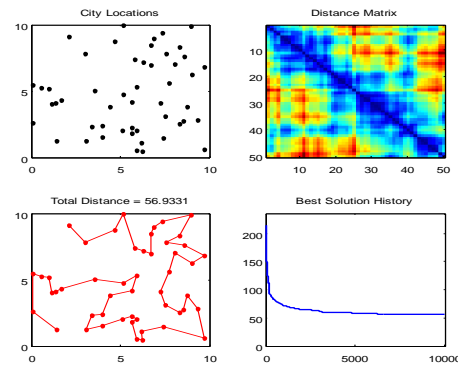 City Locations
10
5
0
0 5 10
Distance Matrix
10
20
30
40
50
10 20 30 40 50
Total Distance = 56.9331
10
5
0
0 5 10
Best Solution History
200
150
100
50
0
0 5000 10000